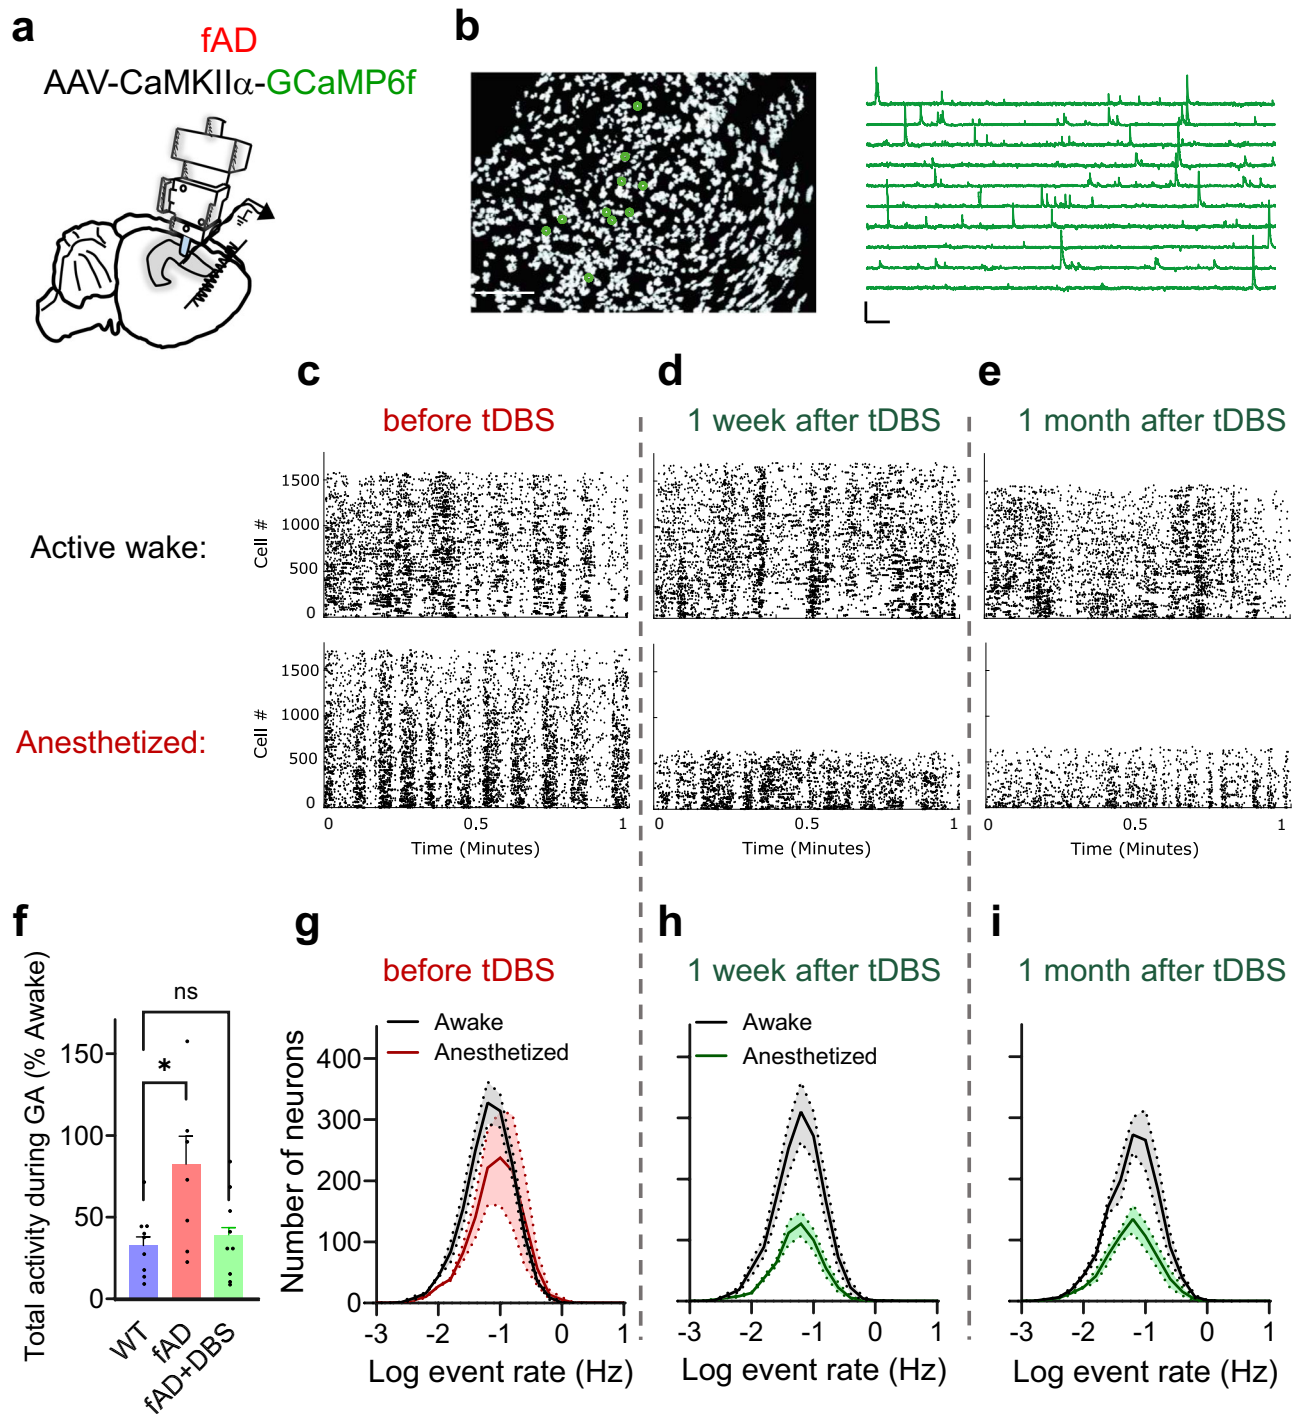 a
fAD
AAV-CaMKIIα-GCaMP6f
b
c
d
e
before tDBS
1 week after tDBS
1 month after tDBS
Active wake:
Cell #
1500
1000
500
0
Anesthetized:
Cell #
1500
1000
500
0
0 0.5 1
0 0.5 1
0 0.5 1
Time (Minutes)
Time (Minutes)
Time (Minutes)
f
Total activity during GA (% Awake)
150
100
50
0
ns
*
WT
fAD
fAD+DBS
g
before tDBS
Awake
Anesthetized
Number of neurons
400
300
200
100
0
-3 -2 -1 0 1
Log event rate (Hz)
h
1 week after tDBS
Awake
Anesthetized
-3 -2 -1 0 1
Log event rate (Hz)
i
1 month after tDBS
-3 -2 -1 0 1
Log event rate (Hz)